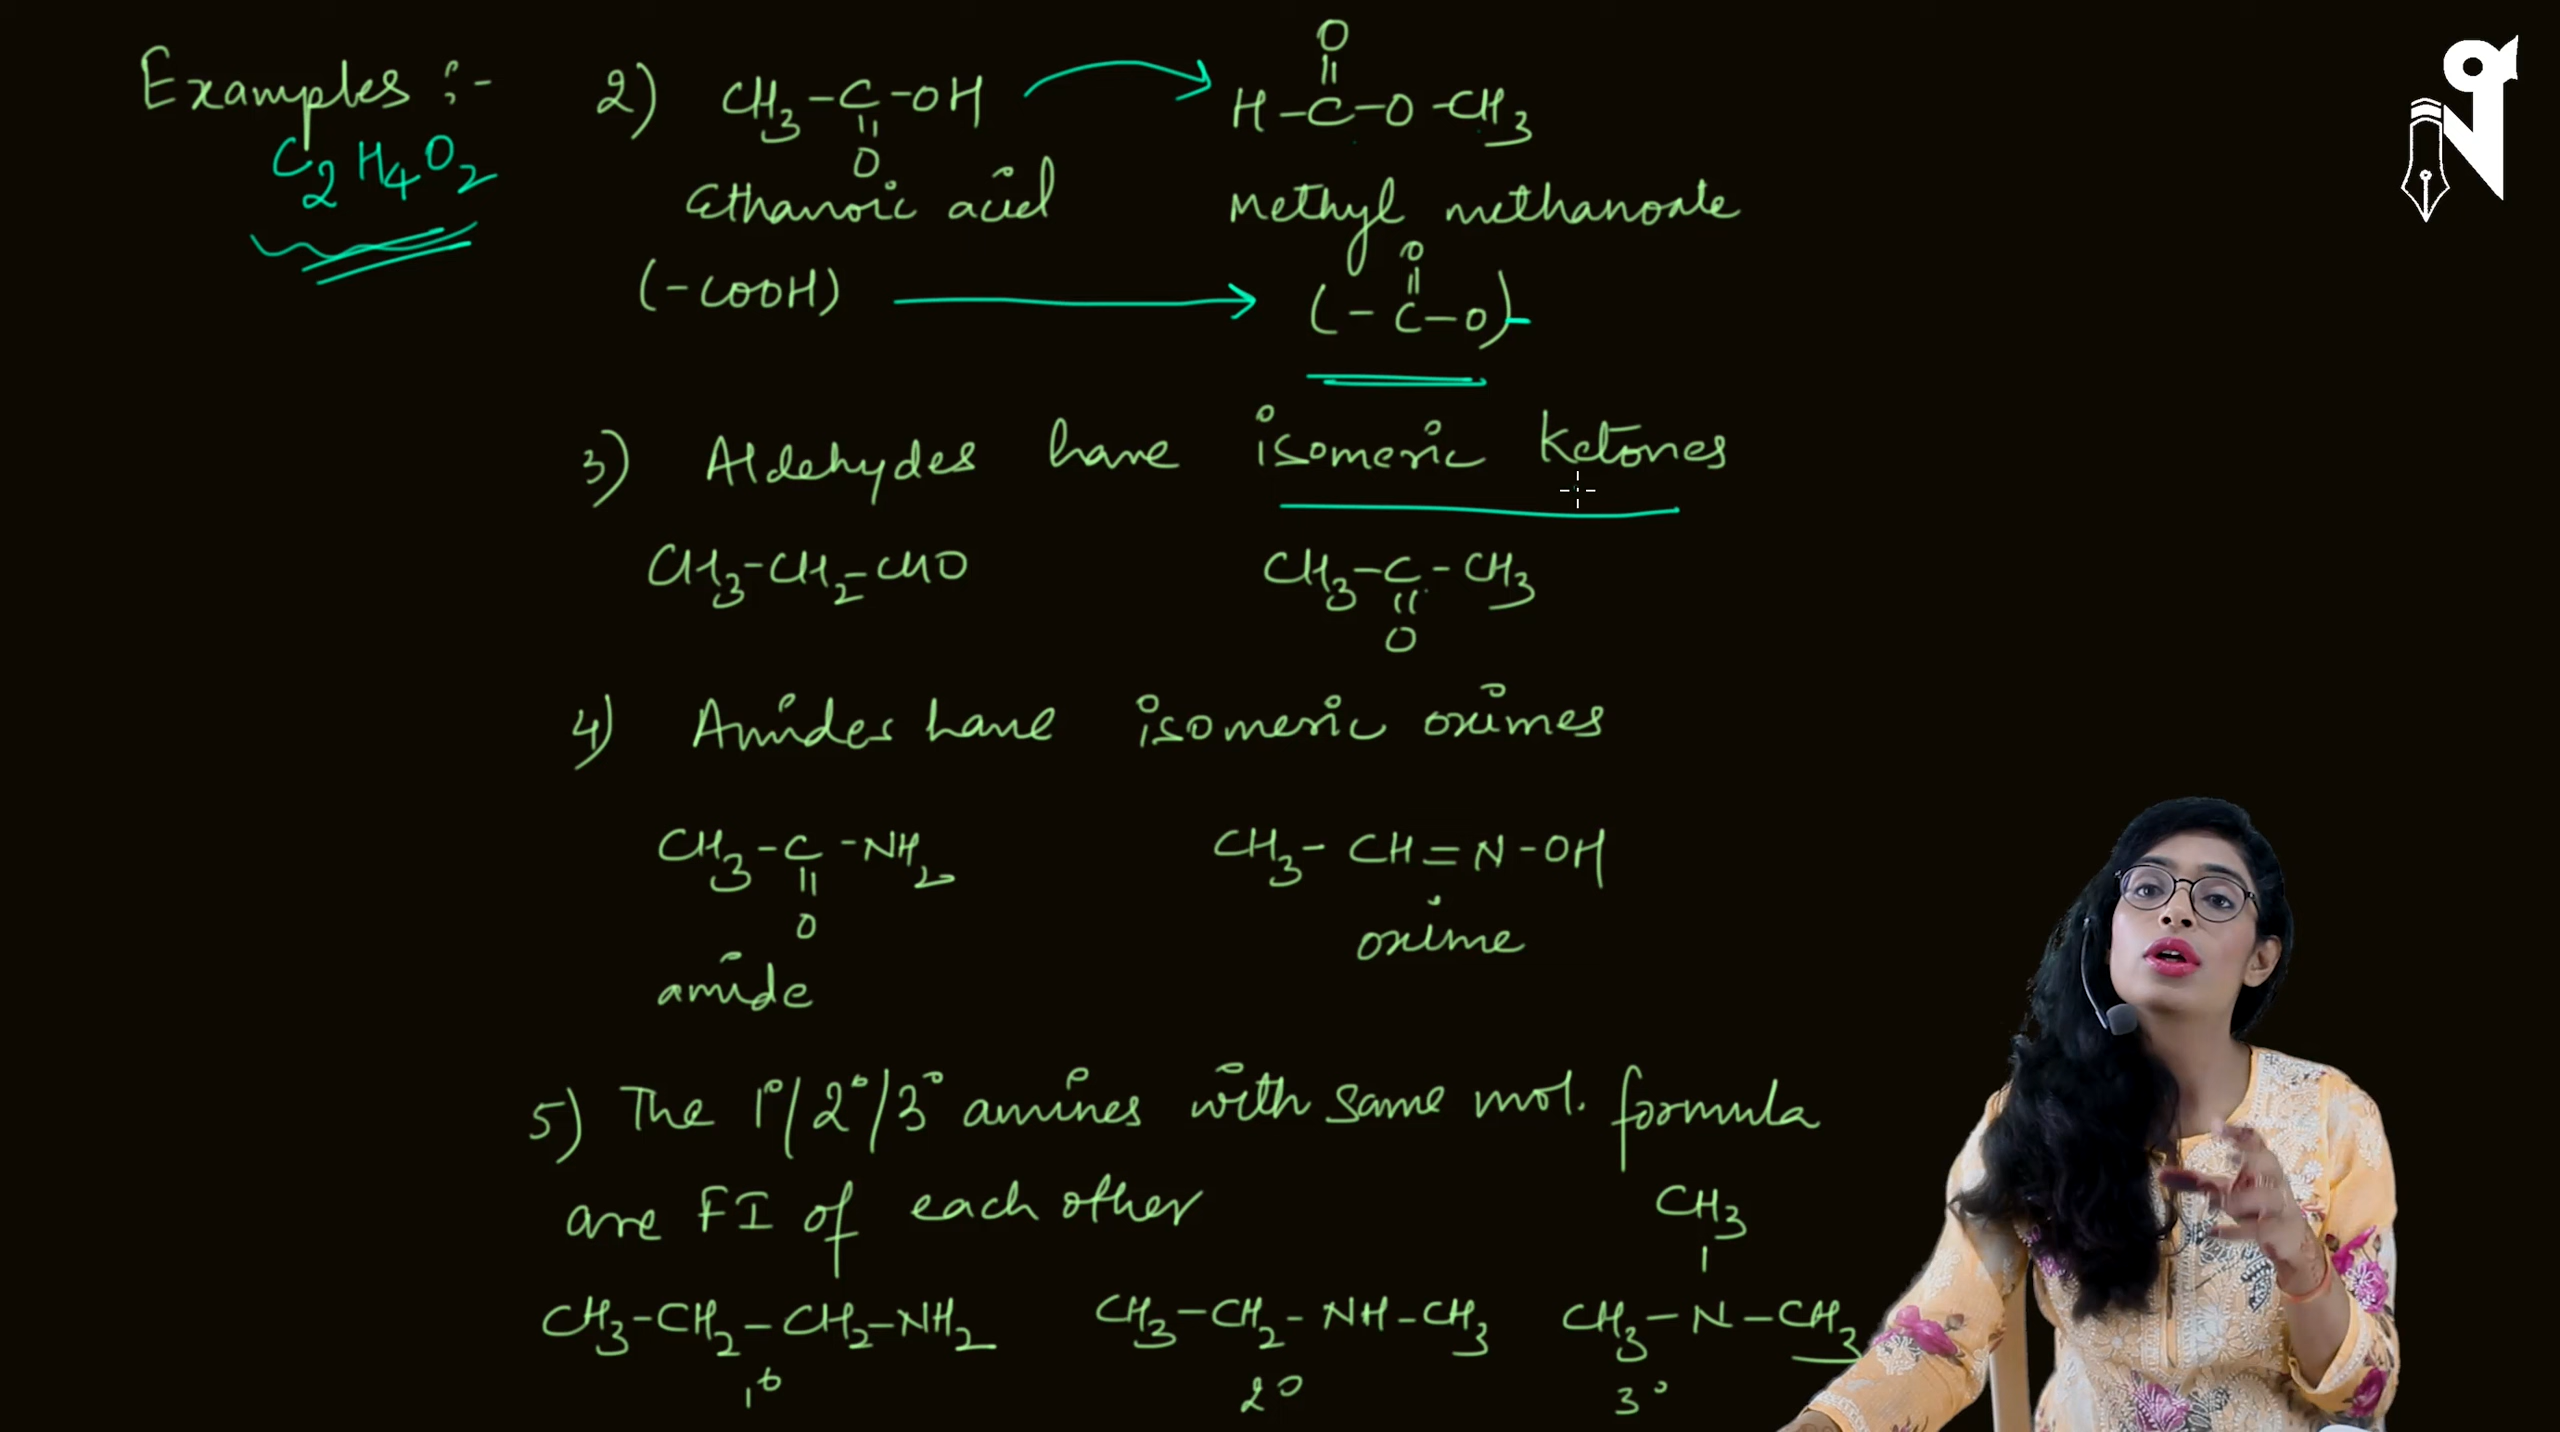 Examples :-
C2H4O2
2) CH3-C-OH
||
O
O
||
H-C-O-CH3
Ethanoic acid
Methyl methanoate
(-COOH)
O
||
(-C-O)-
3) Aldehydes have isomeric Ketones
CH3-CH2-CHO
CH3-C-CH3
||
O
4) Amides have isomeric oximes
CH3-C-NH2
||
O
amide
CH3-CH=N-OH
oxime
5) The 1°/2°/3° amines with same mol. formula
are FI of each other
CH3-CH2-CH2-NH2
1°
CH3-CH2-NH-CH3
2°
CH3
|
CH3-N-CH3
3°